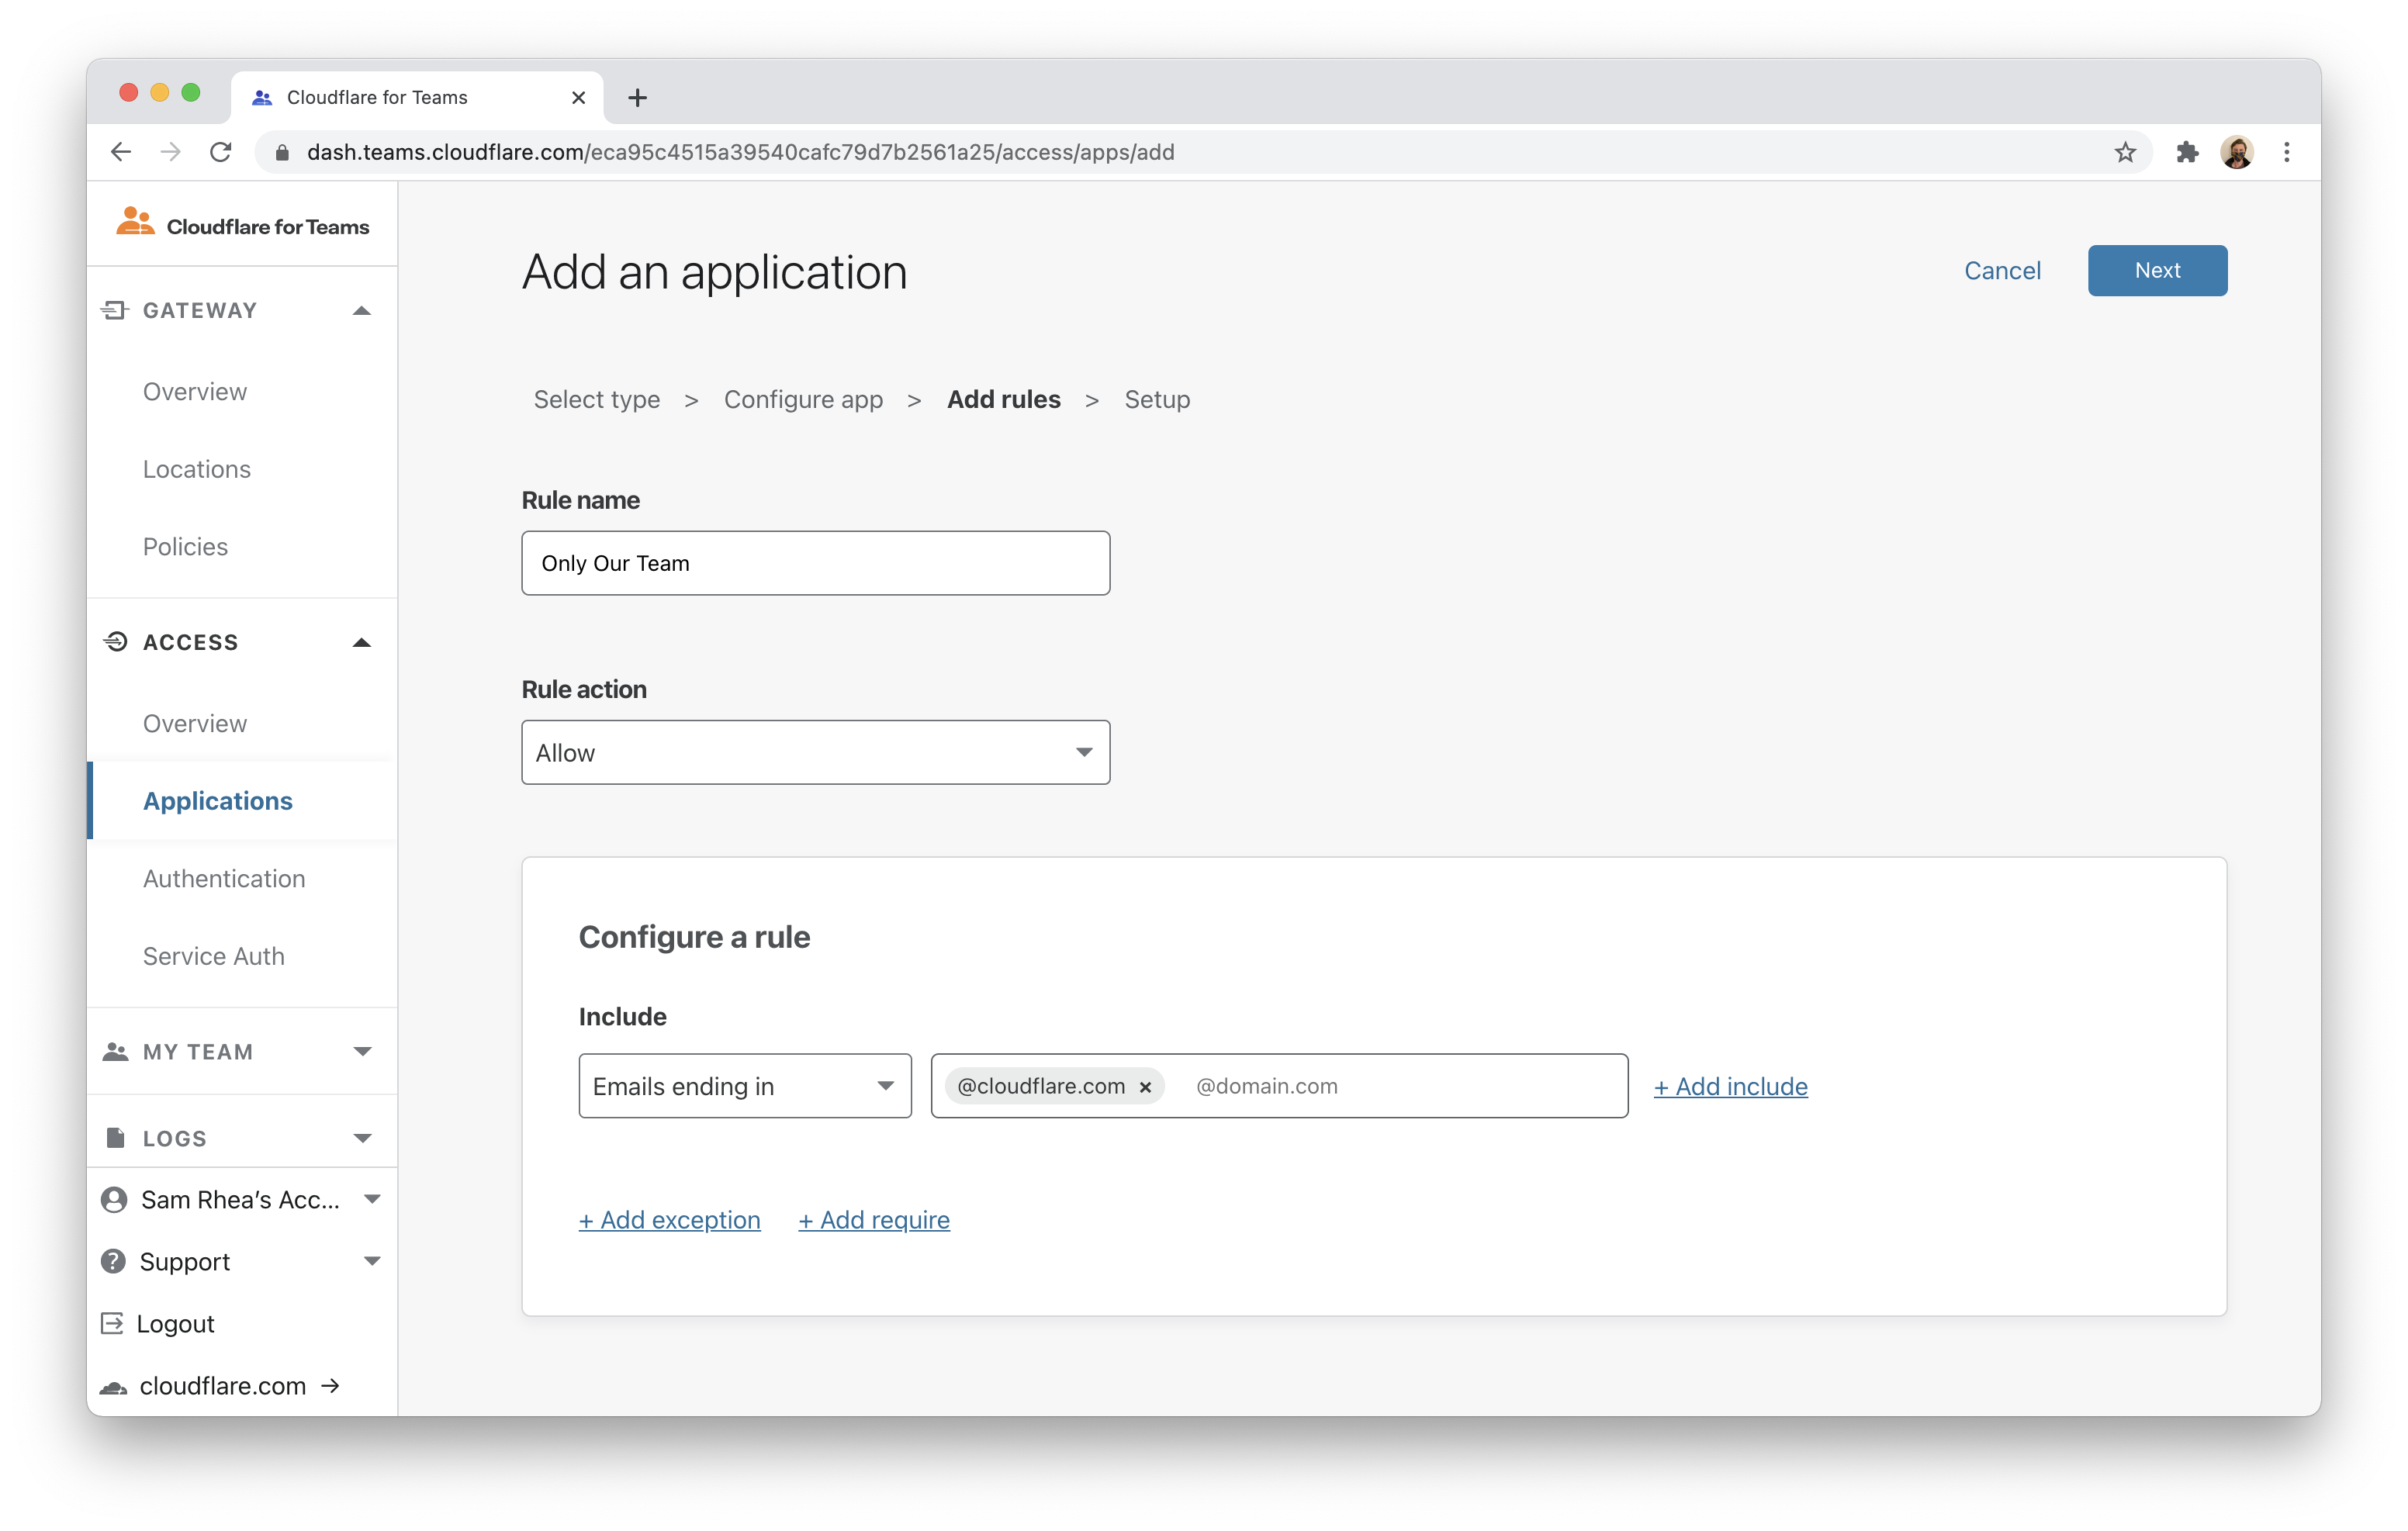 Cloudflare for Teams
dash.teams.cloudflare.com/eca95c4515a39540cafc79d7b2561a25/access/apps/add
Cloudflare for Teams
GATEWAY
Overview
Locations
Policies
ACCESS
Overview
Applications
Authentication
Service Auth
MY TEAM
LOGS
Sam Rhea’s Acc...
Support
Logout
cloudflare.com →
Add an application
Cancel
Next
Select type > Configure app > Add rules > Setup
Rule name
Only Our Team
Rule action
Allow
Configure a rule
Include
Emails ending in
@cloudflare.com × @domain.com
+ Add include
+ Add exception
+ Add require